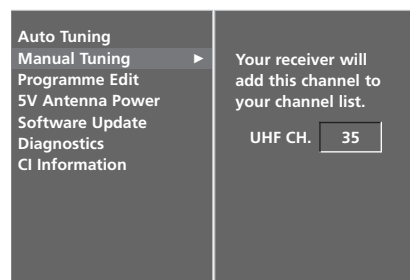 Auto Tuning
Manual Tuning
Programme Edit
5V Antenna Power
Software Update
Diagnostics
CI Information
Your receiver will
add this channel to
your channel list.
UHF CH. 35